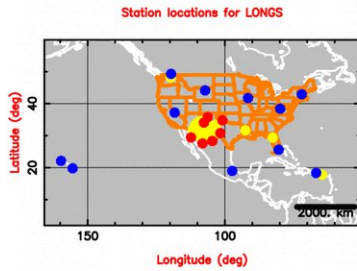 Station locations for LONGS
Latitude (deg)
40
20
2000. km
150
100
Longitude (deg)